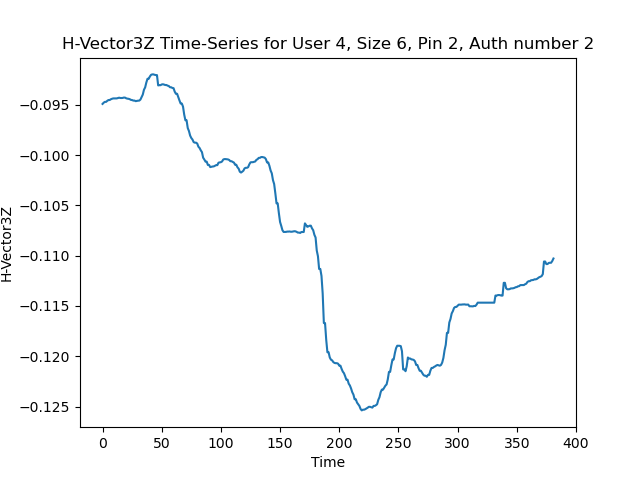 H-Vector3Z Time-Series for User 4, Size 6, Pin 2, Auth number 2
−0.095
−0.100
−0.105
−0.110
−0.115
−0.120
−0.125
H-Vector3Z
0 50 100 150 200 250 300 350 400
Time